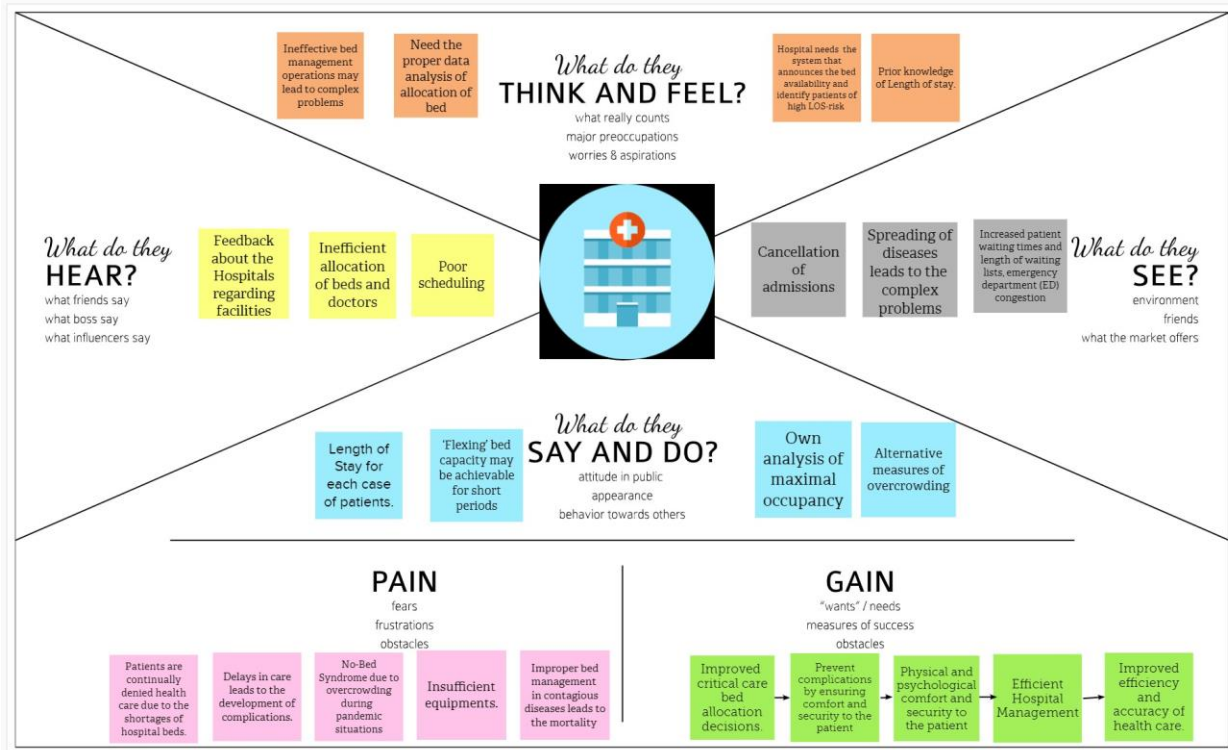 Ineffective bed
management
operations may
lead to complex
problems
Need the
proper data
analysis of
allocation of
bed
What do they
THINK AND FEEL?
what really counts
major preoccupations
worries & aspirations
Hospital needs the
system that
announces the bed
availability and
identify patients of
high LOS-risk
Prior knowledge
of Length of stay.
What do they
HEAR?
what friends say
what boss say
what influencers say
Feedback
about the
Hospitals
regarding
facilities
Inefficient
allocation
of beds and
doctors
Poor
scheduling
Cancellation
of
admissions
Spreading of
diseases
leads to the
complex
problems
Increased patient
waiting times and
length of waiting
lists, emergency
department (ED)
congestion
What do they
SEE?
environment
friends
what the market offers
Length of
Stay for
each case
of patients.
'Flexing' bed
capacity may
be achievable
for short
periods
What do they
SAY AND DO?
attitude in public
appearance
behavior towards others
Own
analysis of
maximal
occupancy
Alternative
measures of
overcrowding
PAIN
fears
frustrations
obstacles
Patients are
continually
denied health
care due to the
shortages of
hospital beds.
Delays in care
leads to the
development of
complications.
No-Bed
Syndrome due to
overcrowding
during
pandemic
situations
Insufficient
equipments.
Improper bed
management
in contagious
diseases leads to
the mortality
GAIN
"wants" / needs
measures of success
obstacles
Improved
critical care
bed
allocation
decisions.
Prevent
complications
by ensuring
comfort and
security to the
patient
Physical and
psychological
comfort and
security to
the patient
Efficient
Hospital
Management
Improved
efficiency
and
accuracy of
health care.